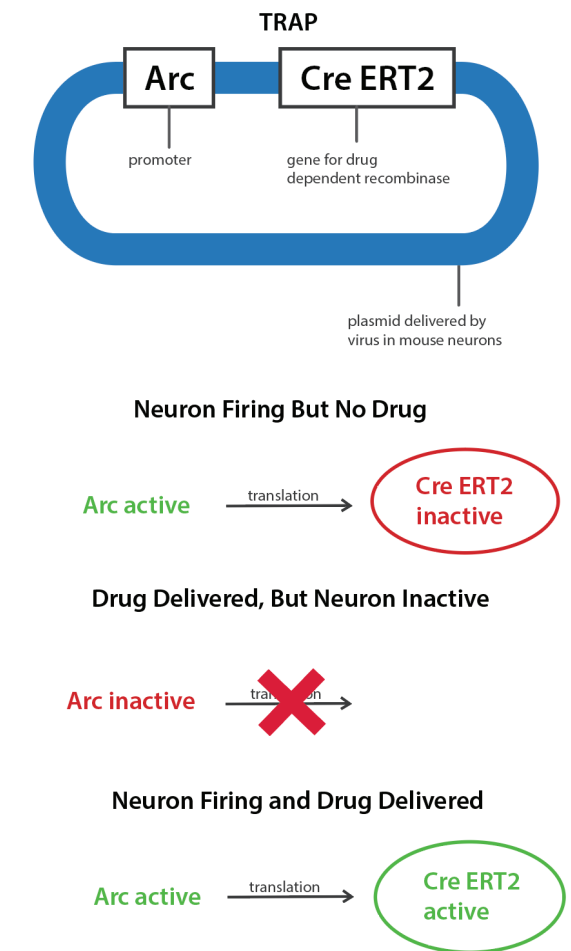 TRAP
Arc
Cre ERT2
promoter
gene for drug
dependent recombinase
plasmid delivered by
virus in mouse neurons
Neuron Firing But No Drug
Arc active
translation
Cre ERT2
inactive
Drug Delivered, But Neuron Inactive
Arc inactive
translation
Neuron Firing and Drug Delivered
Arc active
translation
Cre ERT2
active